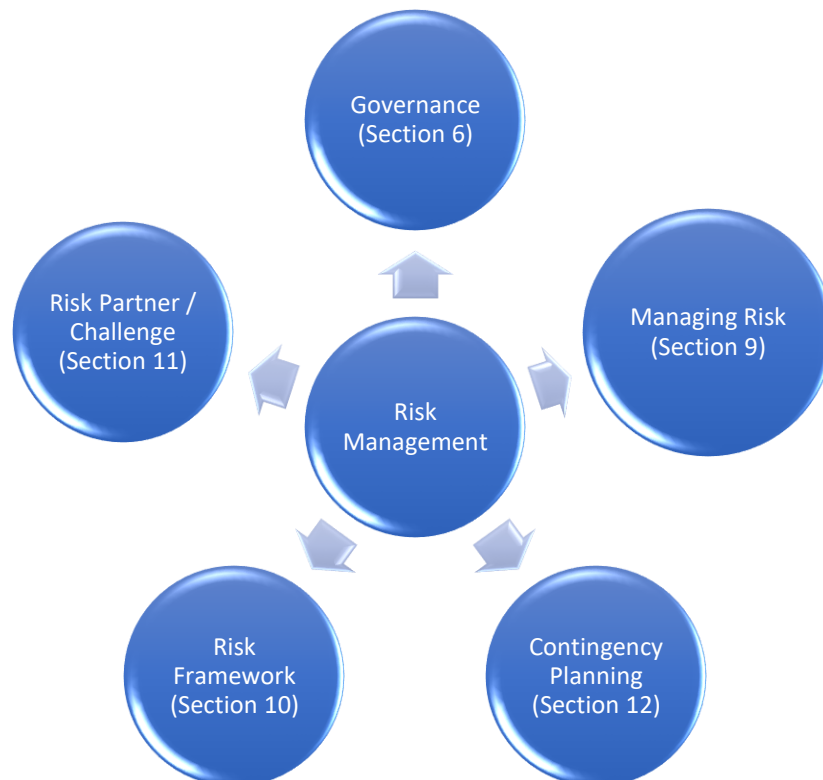 Governance
(Section 6)
Risk Partner /
Challenge
(Section 11)
Managing Risk
(Section 9)
Risk
Management
Risk
Framework
(Section 10)
Contingency
Planning
(Section 12)